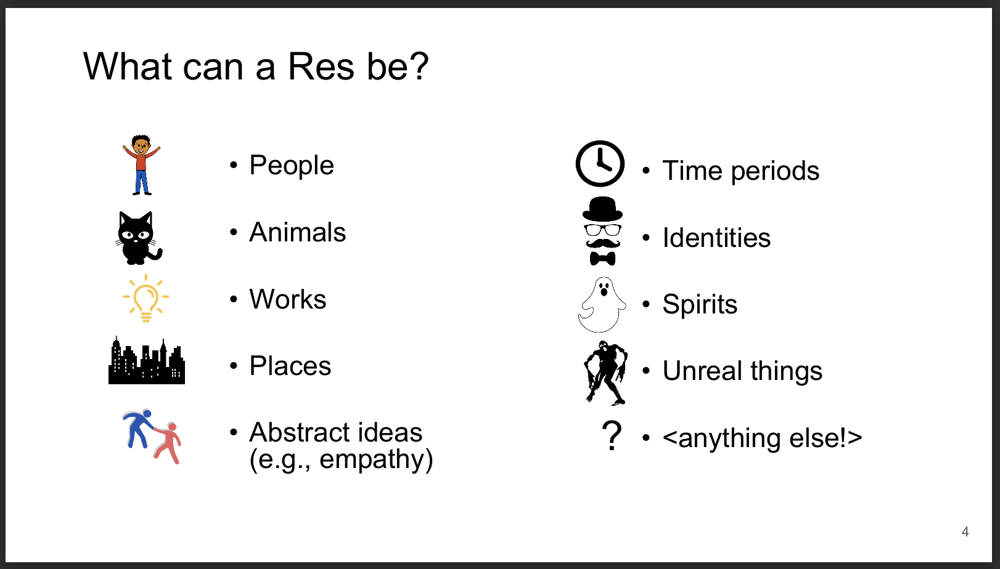 What can a Res be?
• People
• Animals
• Works
• Places
• Abstract ideas
(e.g., empathy)
• Time periods
• Identities
• Spirits
• Unreal things
? • <anything else!>
4